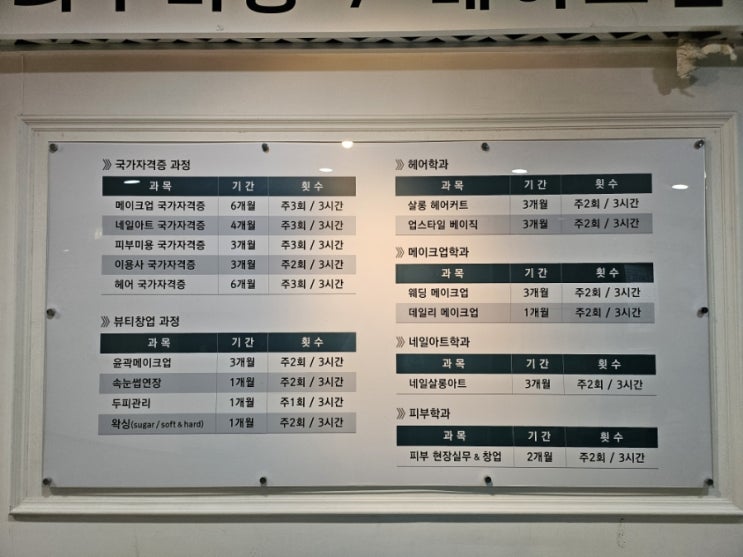 》 국가자격증 과정
과 목 기 간 횟 수
메이크업 국가자격증 6개월 주3회 / 3시간
네일아트 국가자격증 4개월 주3회 / 3시간
피부미용 국가자격증 3개월 주3회 / 3시간
이용사 국가자격증 3개월 주2회 / 3시간
헤어 국가자격증 6개월 주3회 / 3시간
》 뷰티창업 과정
과 목 기 간 횟 수
윤곽메이크업 3개월 주2회 / 3시간
속눈썹연장 1개월 주2회 / 3시간
두피관리 1개월 주1회 / 3시간
왁싱(sugar / soft & hard) 1개월 주2회 / 3시간
》 헤어학과
과 목 기 간 횟 수
살롱 헤어커트 3개월 주2회 / 3시간
업스타일 베이직 3개월 주2회 / 3시간
》 메이크업학과
과 목 기 간 횟 수
웨딩 메이크업 3개월 주2회 / 3시간
데일리 메이크업 1개월 주2회 / 3시간
》 네일아트학과
과 목 기 간 횟 수
네일살롱아트 3개월 주2회 / 3시간
》 피부학과
과 목 기 간 횟 수
피부 현장실무 & 창업 2개월 주2회 / 3시간